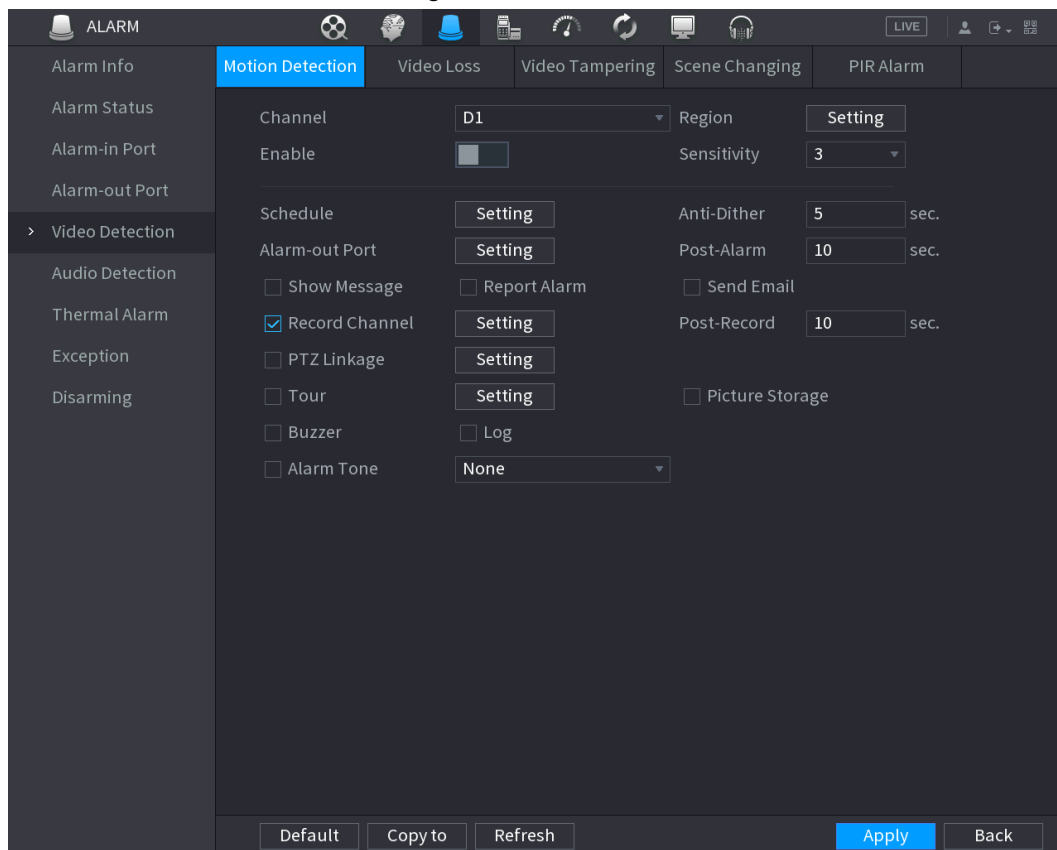 ALARM
LIVE
Alarm Info
Alarm Status
Alarm-in Port
Alarm-out Port
> Video Detection
Audio Detection
Thermal Alarm
Exception
Disarming
Motion Detection Video Loss Video Tampering Scene Changing PIR Alarm
Channel D1 Region Setting
Enable Sensitivity 3
Schedule Setting Anti-Dither 5 sec.
Alarm-out Port Setting Post-Alarm 10 sec.
Show Message Report Alarm Send Email
Record Channel Setting Post-Record 10 sec.
PTZ Linkage Setting
Tour Setting Picture Storage
Buzzer Log
Alarm Tone None
Default Copy to Refresh Apply Back